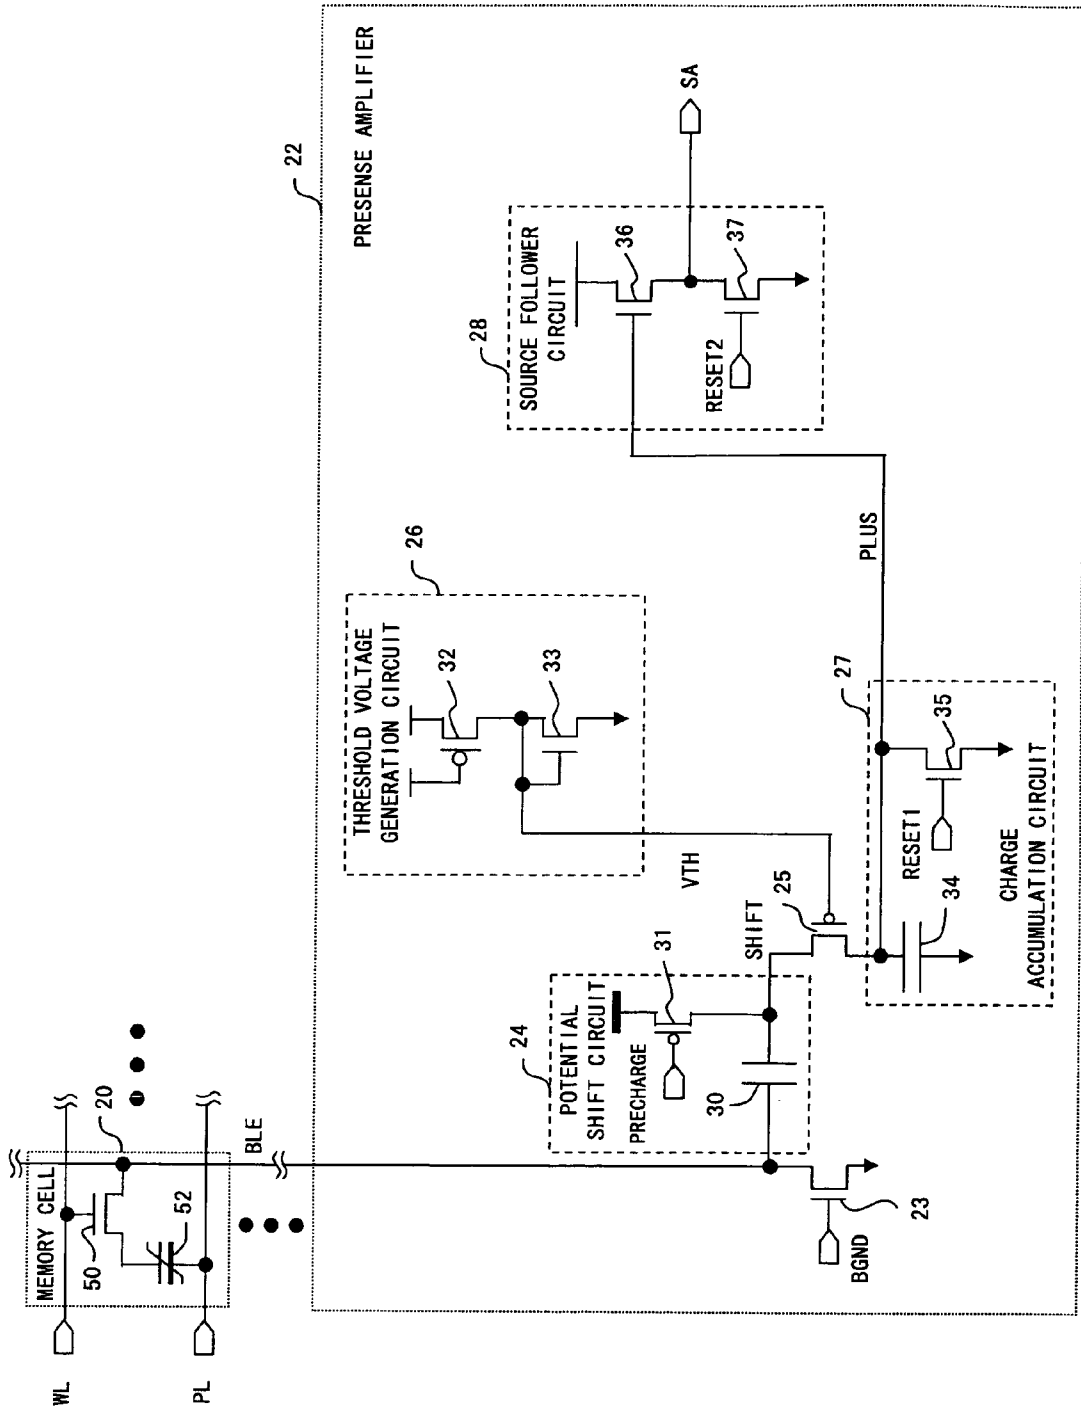 22
PRESENSE AMPLIFIER
MEMORY CELL
WL
PL
50
52
20
BLE
BGND
23
24
POTENTIAL
SHIFT CIRCUIT
PRECHARGE
31
30
SHIFT
25
VTH
26
THRESHOLD VOLTAGE
GENERATION CIRCUIT
32
33
27
RESET1
35
34
CHARGE
ACCUMULATION CIRCUIT
PLUS
28
SOURCE FOLLOWER
CIRCUIT
36
37
RESET2
SA